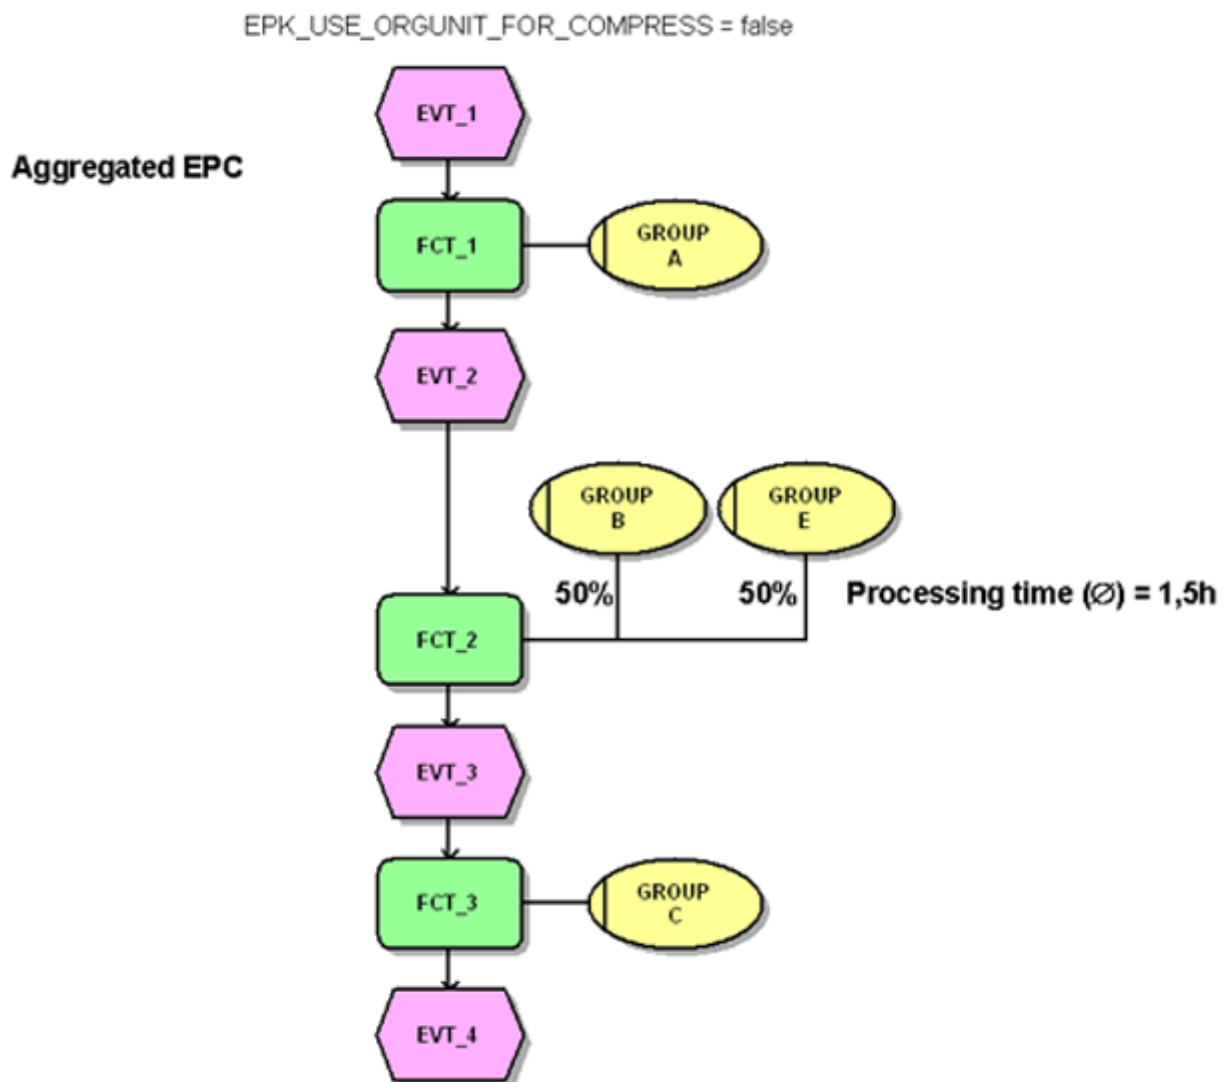 EPK_USE_ORGUNIT_FOR_COMPRESS = false
EVT_1
Aggregated EPC
FCT_1
GROUP
A
EVT_2
GROUP
B
GROUP
E
50%
50%
Processing time (∅) = 1,5h
FCT_2
EVT_3
FCT_3
GROUP
C
EVT_4